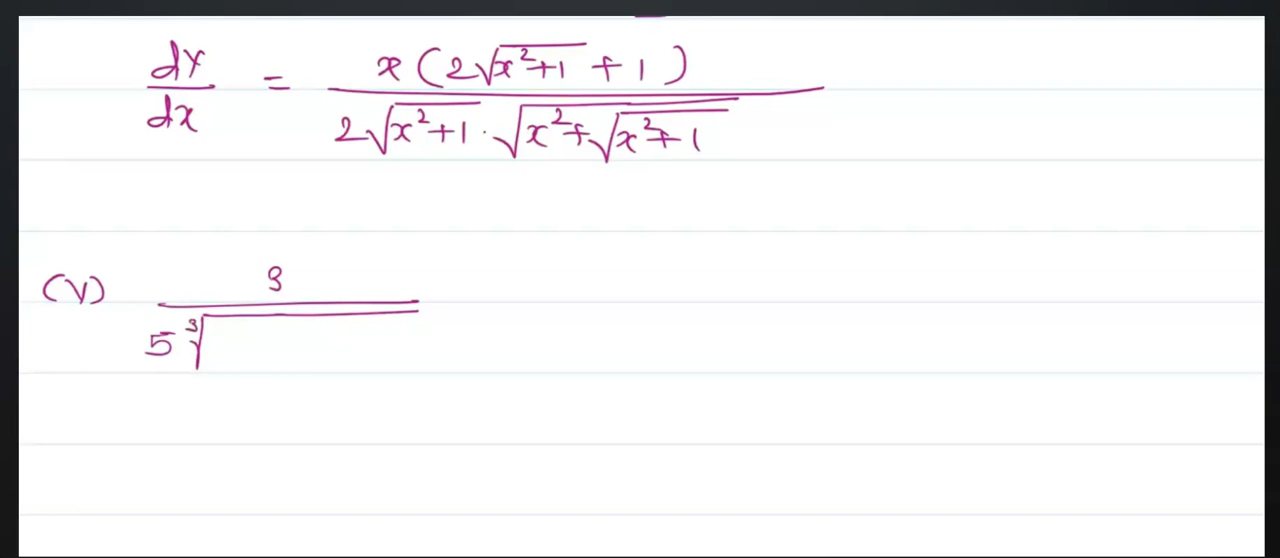 dy/dx = x(2√(x²+1) + 1) / (2√(x²+1) · √(x²+√(x²+1)))
(V) 3 / (5∛ )